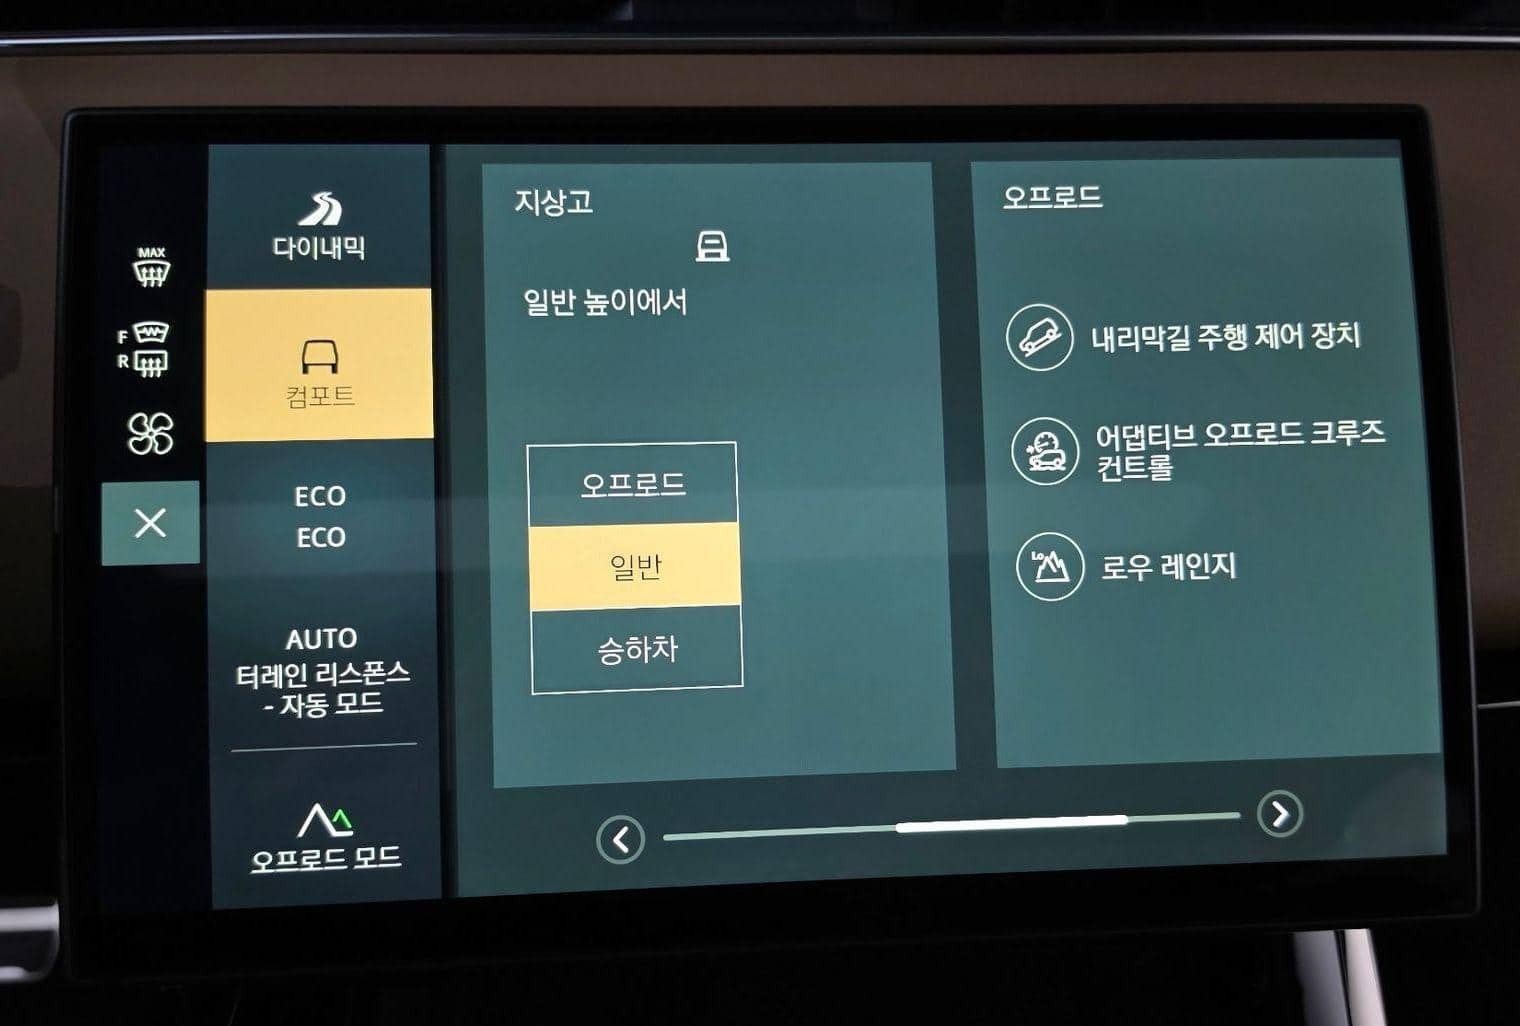 MAX
F
R
다이내믹
컴포트
ECO
ECO
AUTO
터레인 리스폰스
- 자동 모드
오프로드 모드
지상고
일반 높이에서
오프로드
일반
승하차
오프로드
내리막길 주행 제어 장치
어댑티브 오프로드 크루즈
컨트롤
Lo
로우 레인지